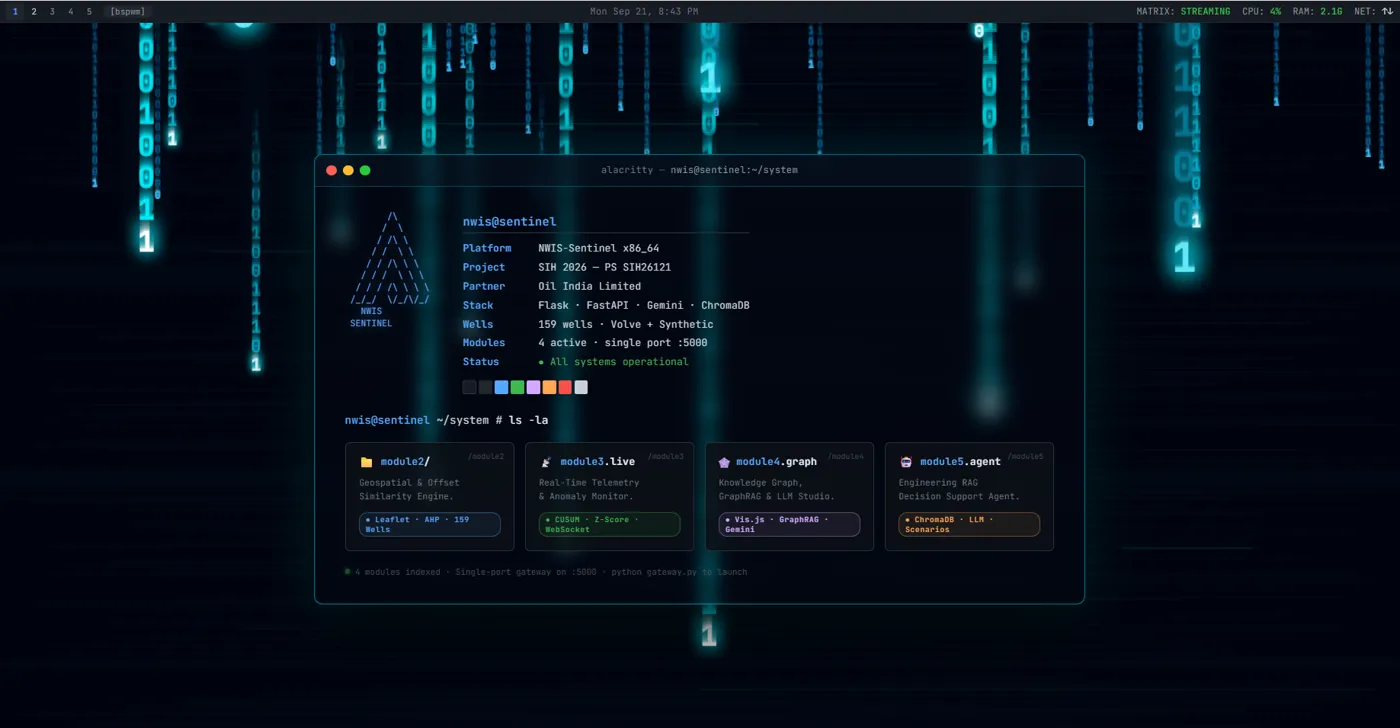 1 2 3 4 5 [bspwm]
Mon Sep 21, 8:43 PM
MATRIX: STREAMING CPU: 4% RAM: 2.1G NET: ↑↓
alacritty — nwis@sentinel:~/system
NWIS
SENTINEL
nwis@sentinel
Platform NWIS-Sentinel x86_64
Project SIH 2026 — PS SIH26121
Partner Oil India Limited
Stack Flask · FastAPI · Gemini · ChromaDB
Wells 159 wells · Volve + Synthetic
Modules 4 active · single port :5000
Status ● All systems operational
nwis@sentinel ~/system # ls -la
module2/ /module2
Geospatial & Offset
Similarity Engine.
● Leaflet · AHP · 159
Wells
module3.live /module3
Real-Time Telemetry
& Anomaly Monitor.
● CUSUM · Z-Score ·
WebSocket
module4.graph /module4
Knowledge Graph,
GraphRAG & LLM Studio.
● Vis.js · GraphRAG ·
Gemini
module5.agent /module5
Engineering RAG
Decision Support Agent.
● ChromaDB · LLM ·
Scenarios
4 modules indexed · Single-port gateway on :5000 · python gateway.py to launch